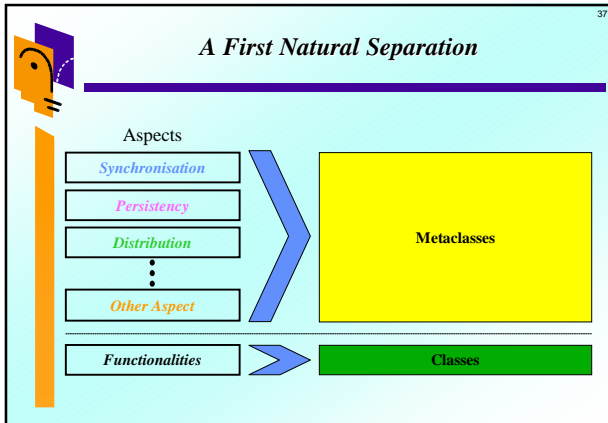 37
A First Natural Separation
Aspects
Synchronisation
Persistency
Distribution
Other Aspect
Metaclasses
Functionalities
Classes